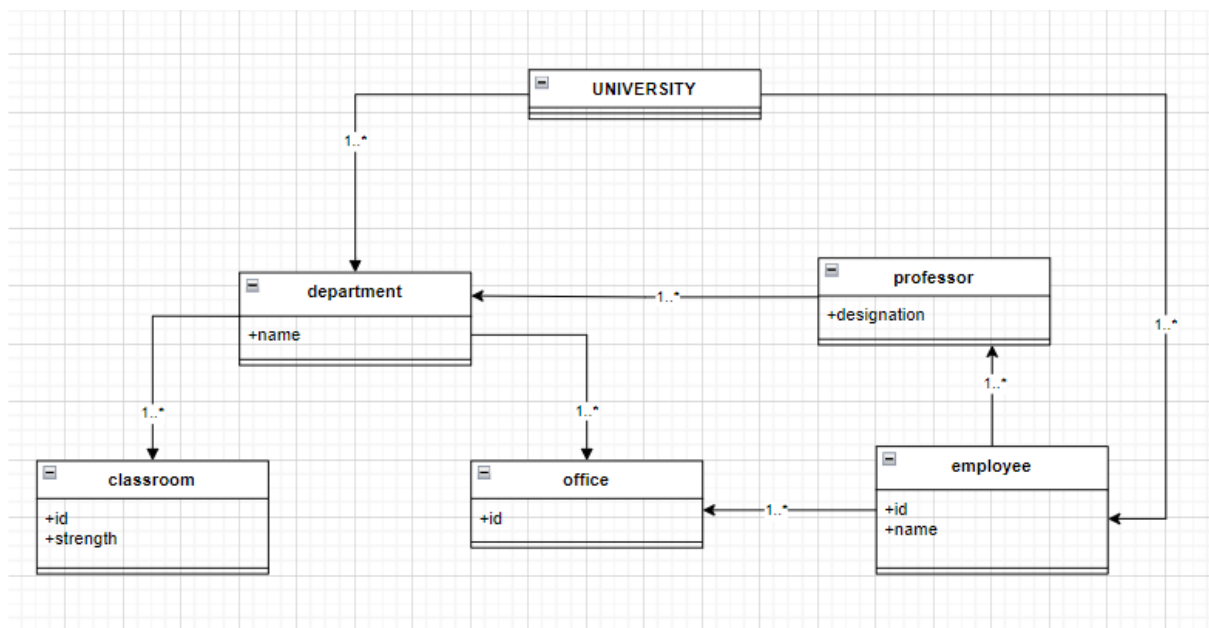 UNIVERSITY
1..*
department
+name
professor
+designation
1..*
1..*
1..*
1..*
1..*
classroom
+id
+strength
office
+id
1..*
employee
+id
+name